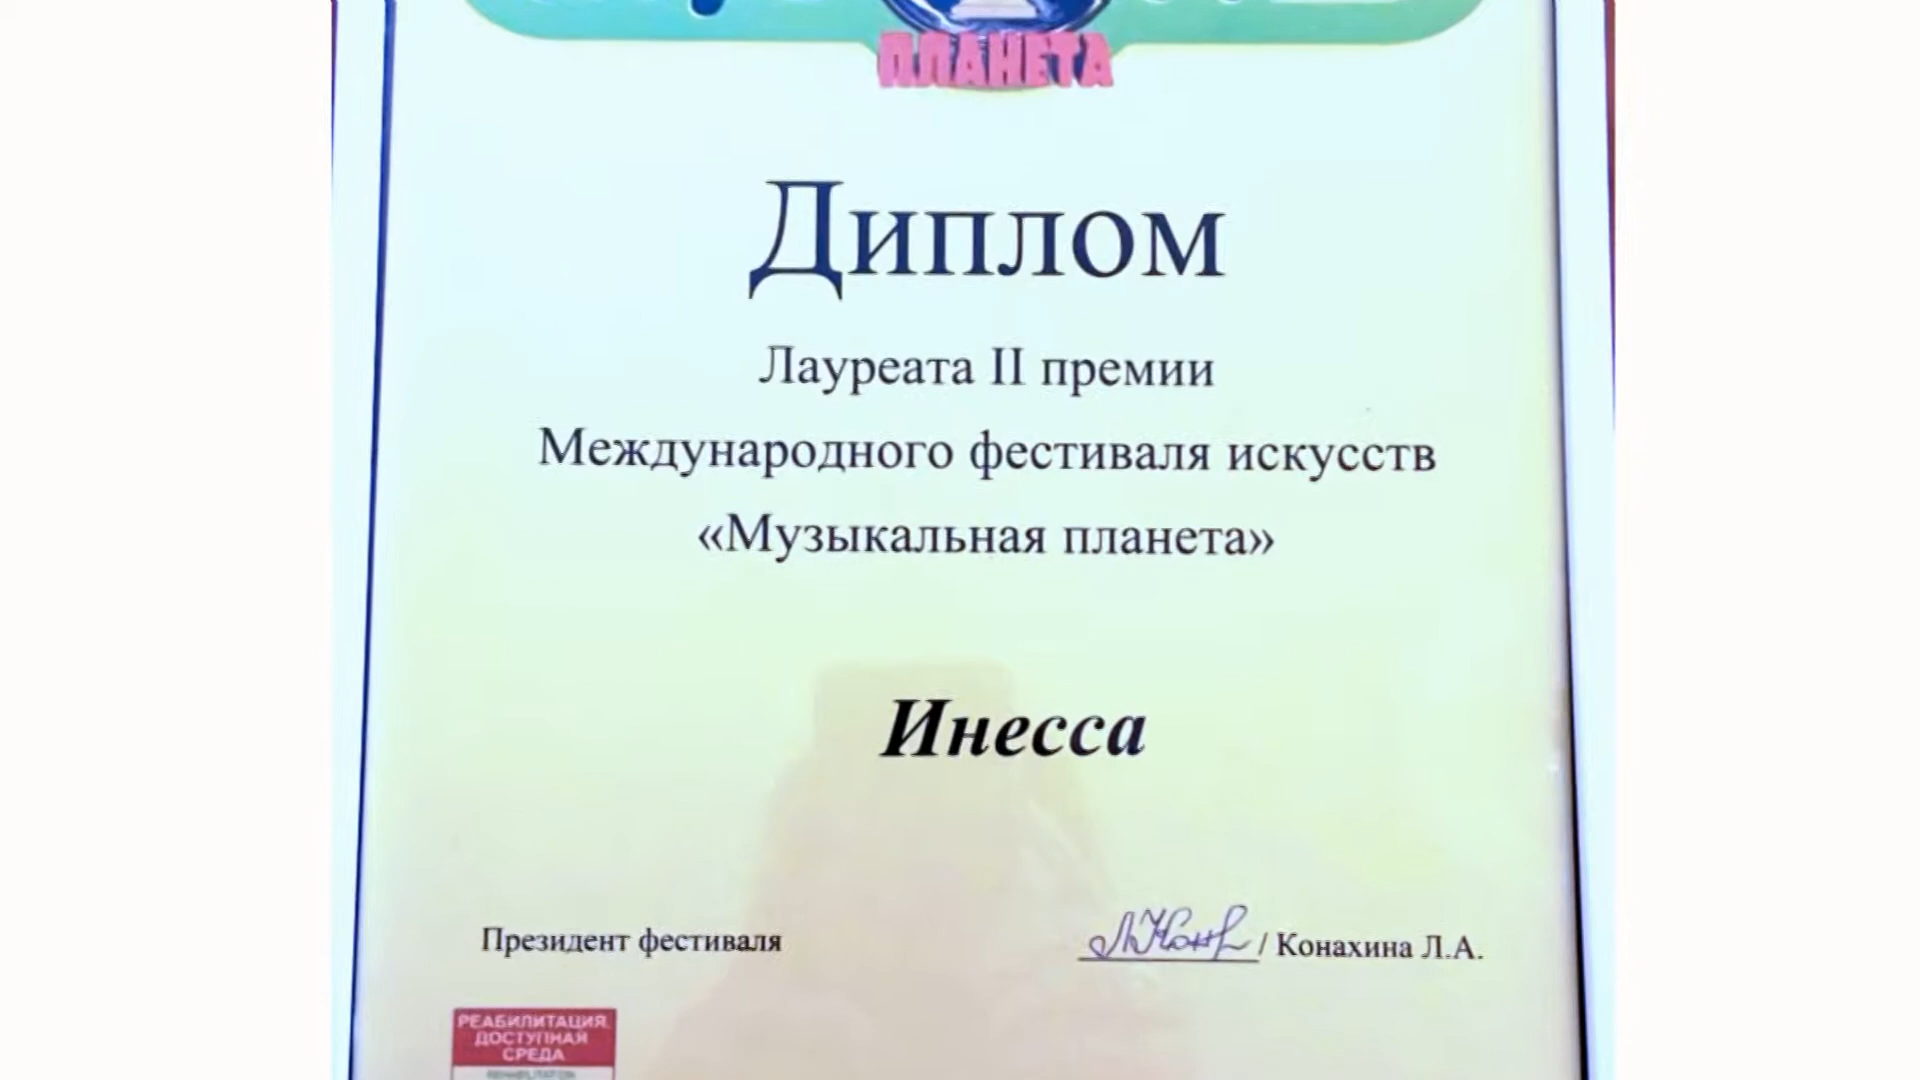 ПЛАНЕТА
Диплом
Лауреата II премии
Международного фестиваля искусств
«Музыкальная планета»
Инесса
Президент фестиваля / Конахина Л.А.
РЕАБИЛИТАЦИЯ.
ДОСТУПНАЯ
СРЕДА